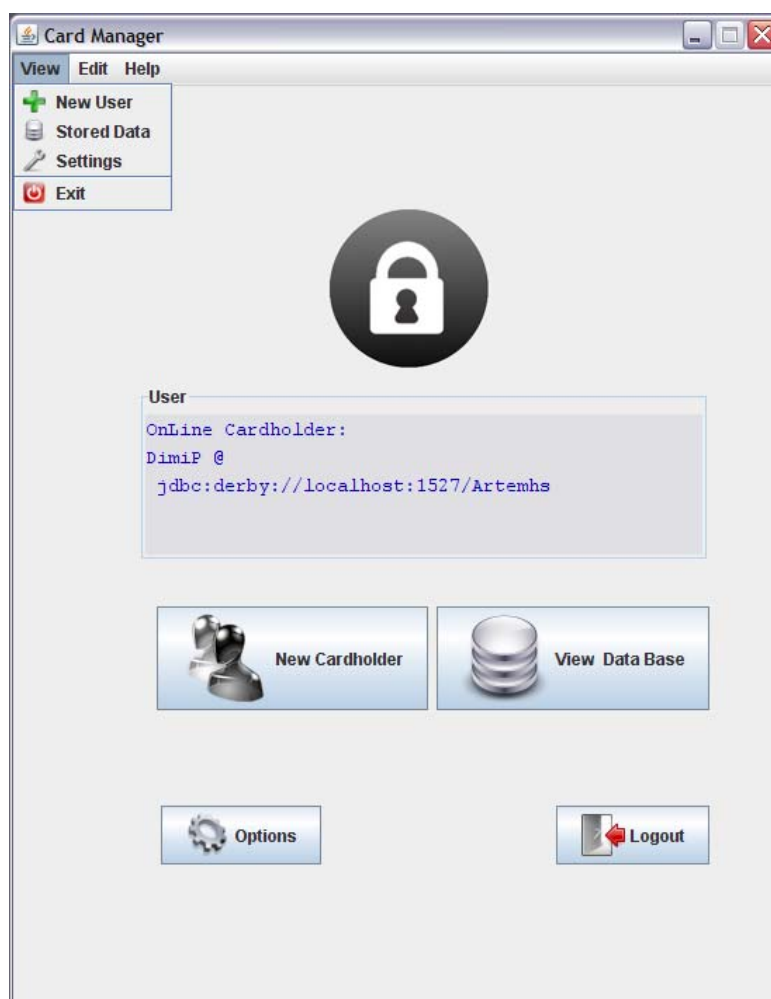 Card Manager
View Edit Help
New User
Stored Data
Settings
Exit
User
OnLine Cardholder:
DimiP @
jdbc:derby://localhost:1527/Artemhs
New Cardholder
View Data Base
Options
Logout